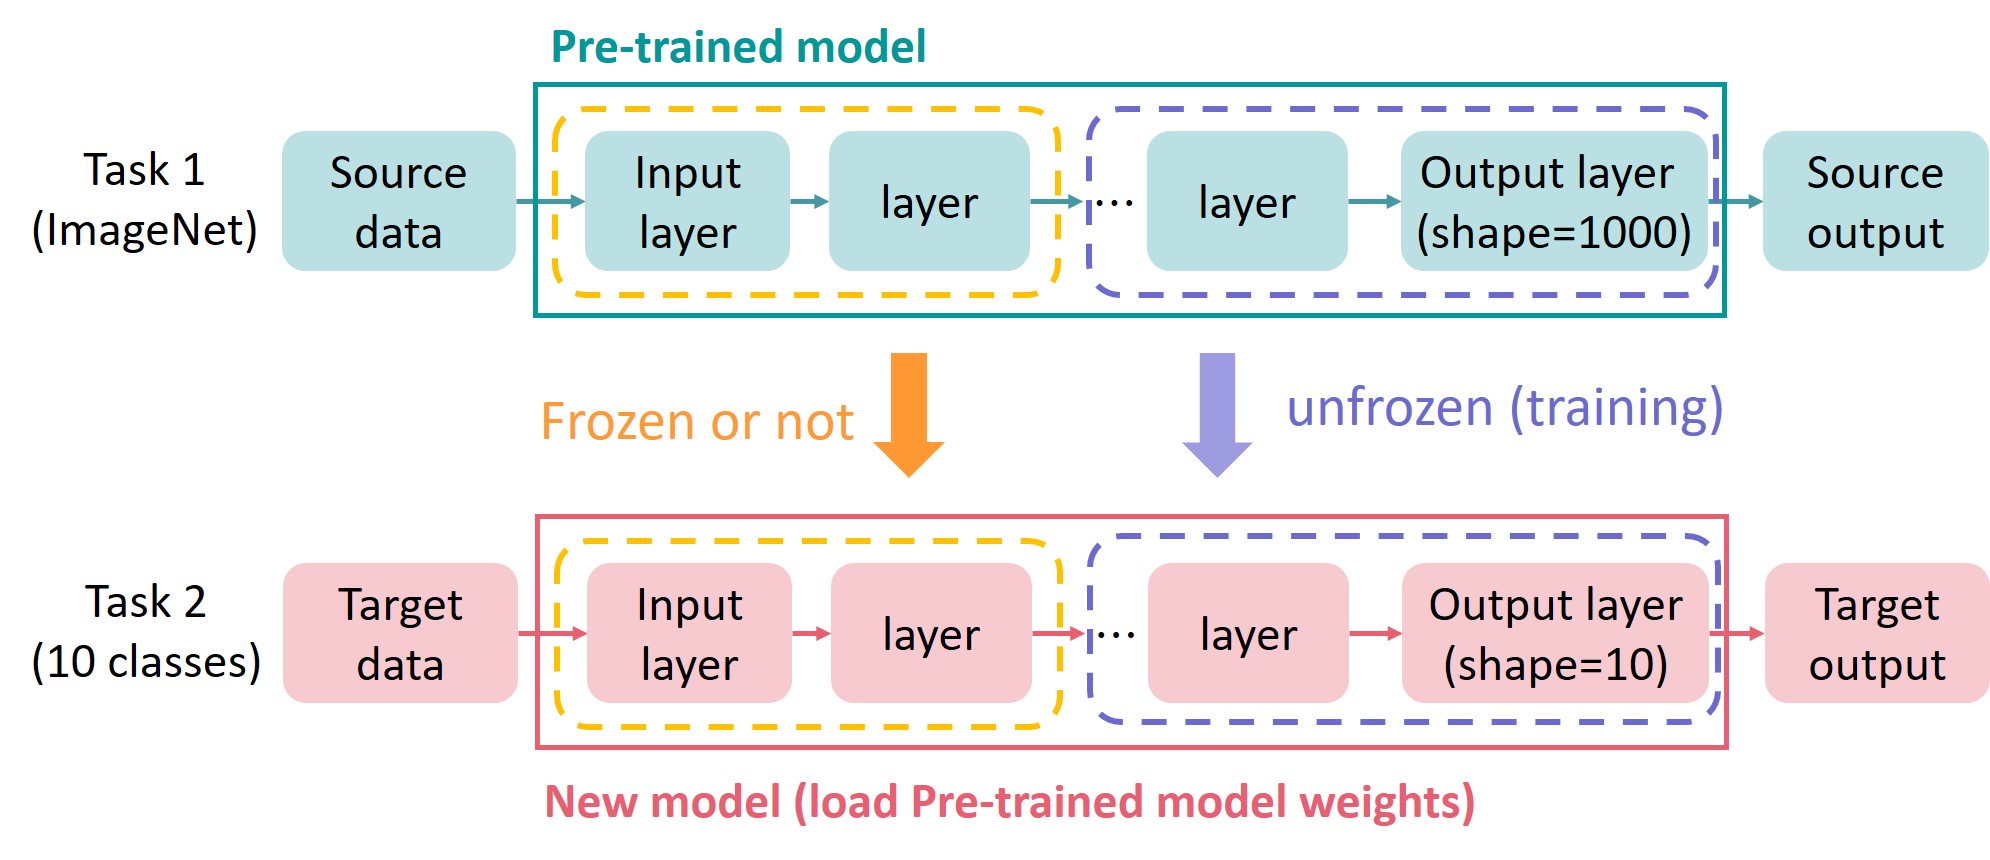 Pre-trained model
Task 1
(ImageNet)
Source
data
Input
layer
layer
...
layer
Output layer
(shape=1000)
Source
output
Frozen or not
unfrozen (training)
Task 2
(10 classes)
Target
data
Input
layer
layer
...
layer
Output layer
(shape=10)
Target
output
New model (load Pre-trained model weights)